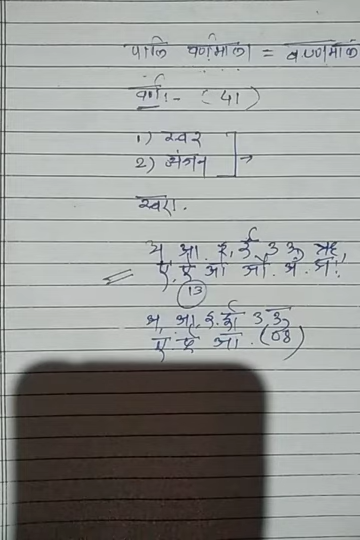 पालि वर्णमाला = वण्णमाला
वर्ण :- (41)
1) स्वर
2) व्यंजन
स्वरा.
अ आ. इ. ई उ ऊ ऋ,
ए. ऐ ओ औ. अं. अः.
13
अ, आ. इ. ई उ ऊ
ए. ऐ ओ. (08)